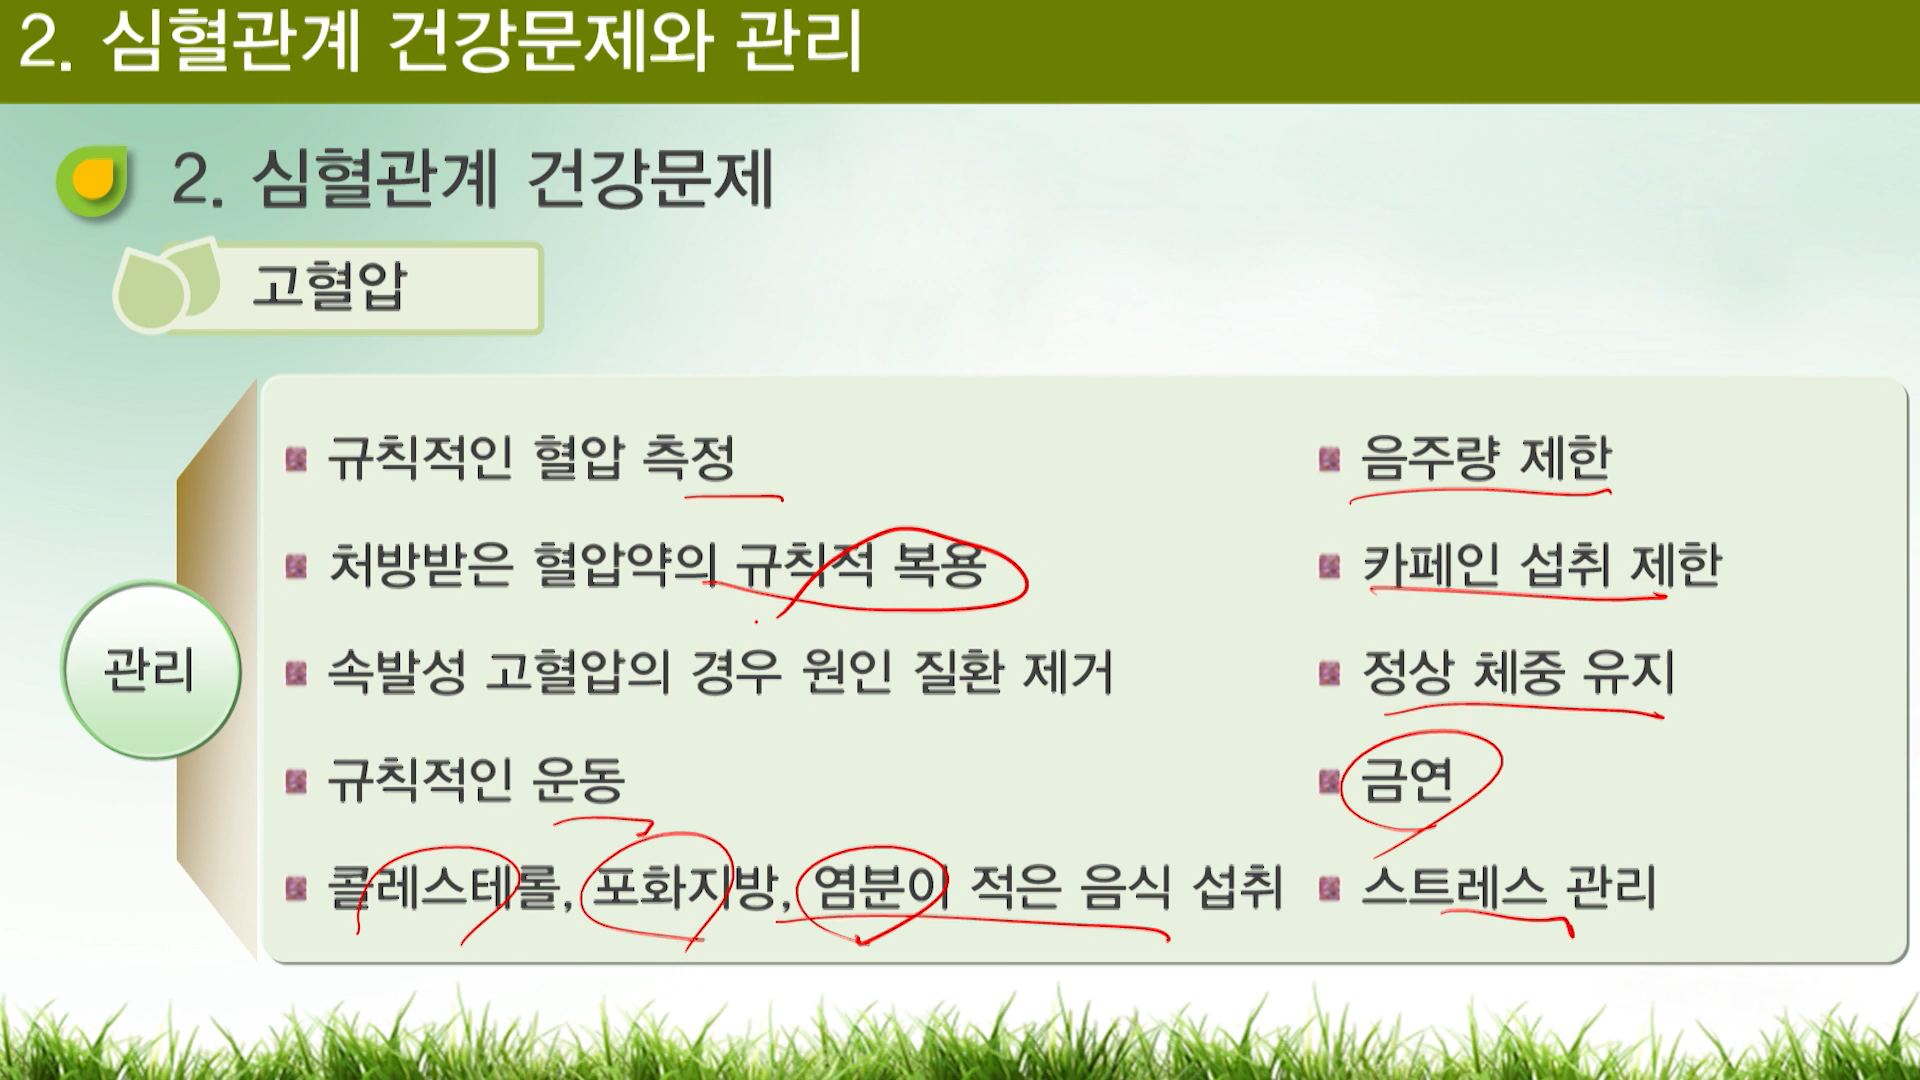 2. 심혈관계 건강문제와 관리
2. 심혈관계 건강문제
고혈압
관리
규칙적인 혈압 측정
처방받은 혈압약의 규칙적 복용
속발성 고혈압의 경우 원인 질환 제거
규칙적인 운동
콜레스테롤, 포화지방, 염분이 적은 음식 섭취
음주량 제한
카페인 섭취 제한
정상 체중 유지
금연
스트레스 관리